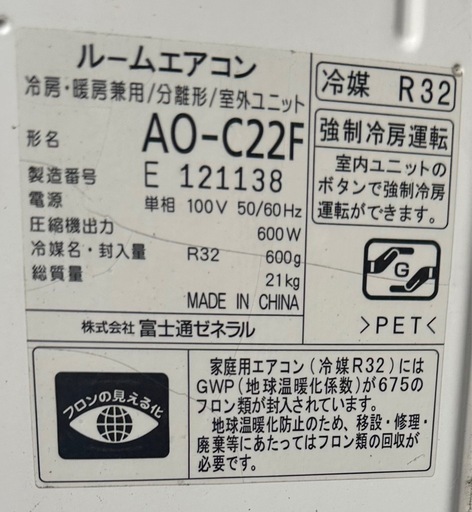 ルームエアコン
冷房・暖房兼用/分離形/室外ユニット
形名 AO-C22F
製造番号 E 121138
電源 単相 100V 50/60Hz
圧縮機出力 600W
冷媒名・封入量 R32 600g
総質量 21kg
MADE IN CHINA
株式会社 富士通ゼネラル
冷媒 R32
強制冷房運転
室内ユニットの
ボタンで強制冷房
運転ができます。
G
>PET<
フロンの見える化
家庭用エアコン(冷媒R32)には
GWP(地球温暖化係数)が675の
フロン類が封入されています。
地球温暖化防止のため、移設・修理・
廃棄等にあたってはフロン類の回収が
必要です。